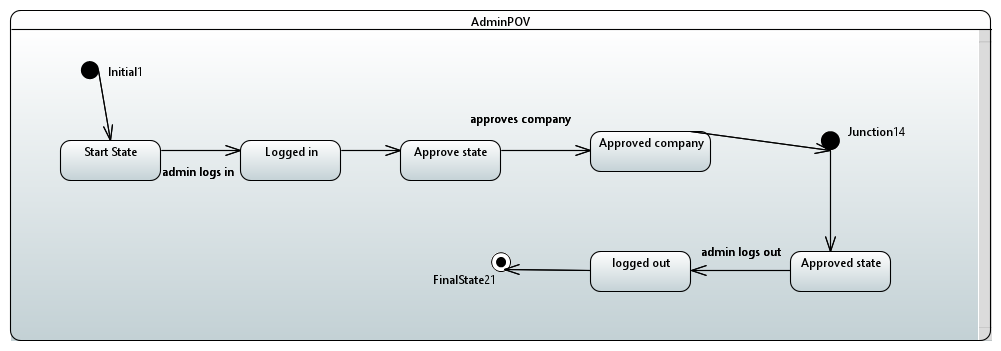 AdminPOV
Initial1
approves company
Junction14
Start State
Logged in
Approve state
Approved company
admin logs in
admin logs out
logged out
Approved state
FinalState21